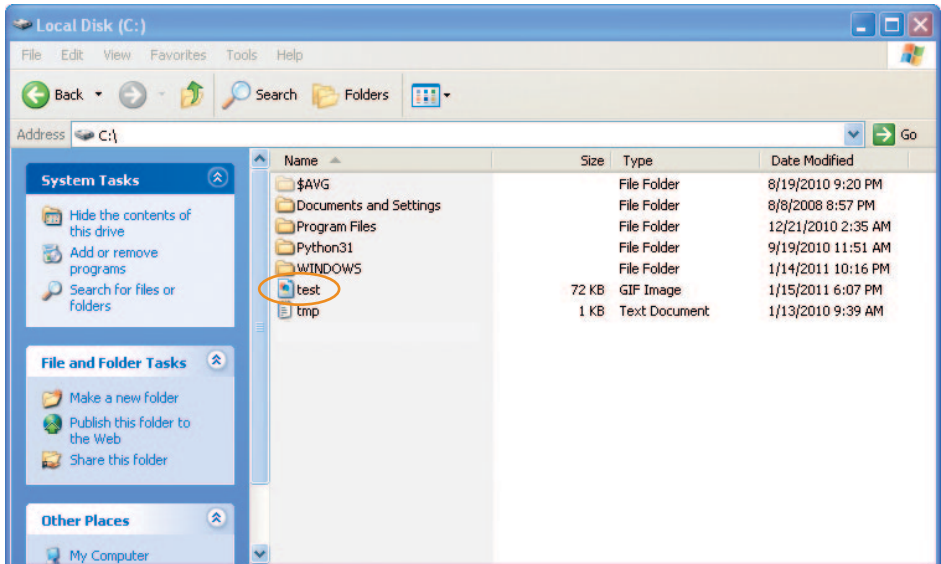 Local Disk (C:)
File Edit View Favorites Tools Help
Back Search Folders
Address C:\ Go
System Tasks
Hide the contents of
this drive
Add or remove
programs
Search for files or
folders
File and Folder Tasks
Make a new folder
Publish this folder to
the Web
Share this folder
Other Places
My Computer
Name Size Type Date Modified
$AVG File Folder 8/19/2010 9:20 PM
Documents and Settings File Folder 8/8/2008 8:57 PM
Program Files File Folder 12/21/2010 2:35 AM
Python31 File Folder 9/19/2010 11:51 AM
WINDOWS File Folder 1/14/2011 10:16 PM
test 72 KB GIF Image 1/15/2011 6:07 PM
tmp 1 KB Text Document 1/13/2010 9:39 AM